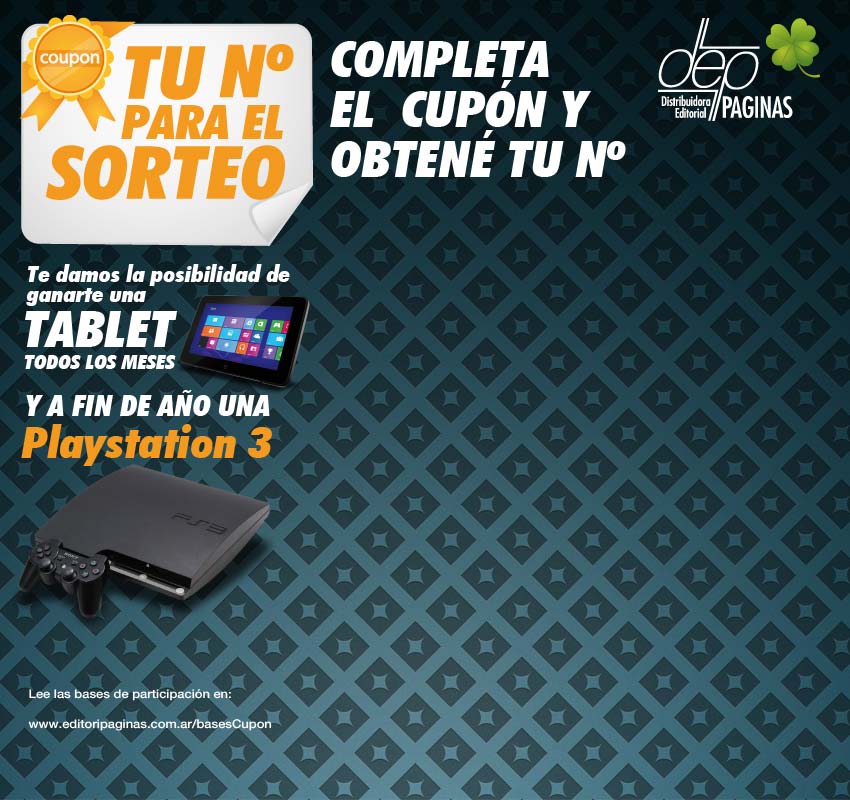 coupon
TU Nº
PARA EL
SORTEO
COMPLETA
EL CUPÓN Y
OBTENÉ TU Nº
dep
Distribuidora
Editorial
PAGINAS
Te damos la posibilidad de
ganarte una
TABLET
TODOS LOS MESES
Y A FIN DE AÑO UNA
Playstation 3
PS3
SONY
Lee las bases de participación en:
www.editoripaginas.com.ar/basesCupon